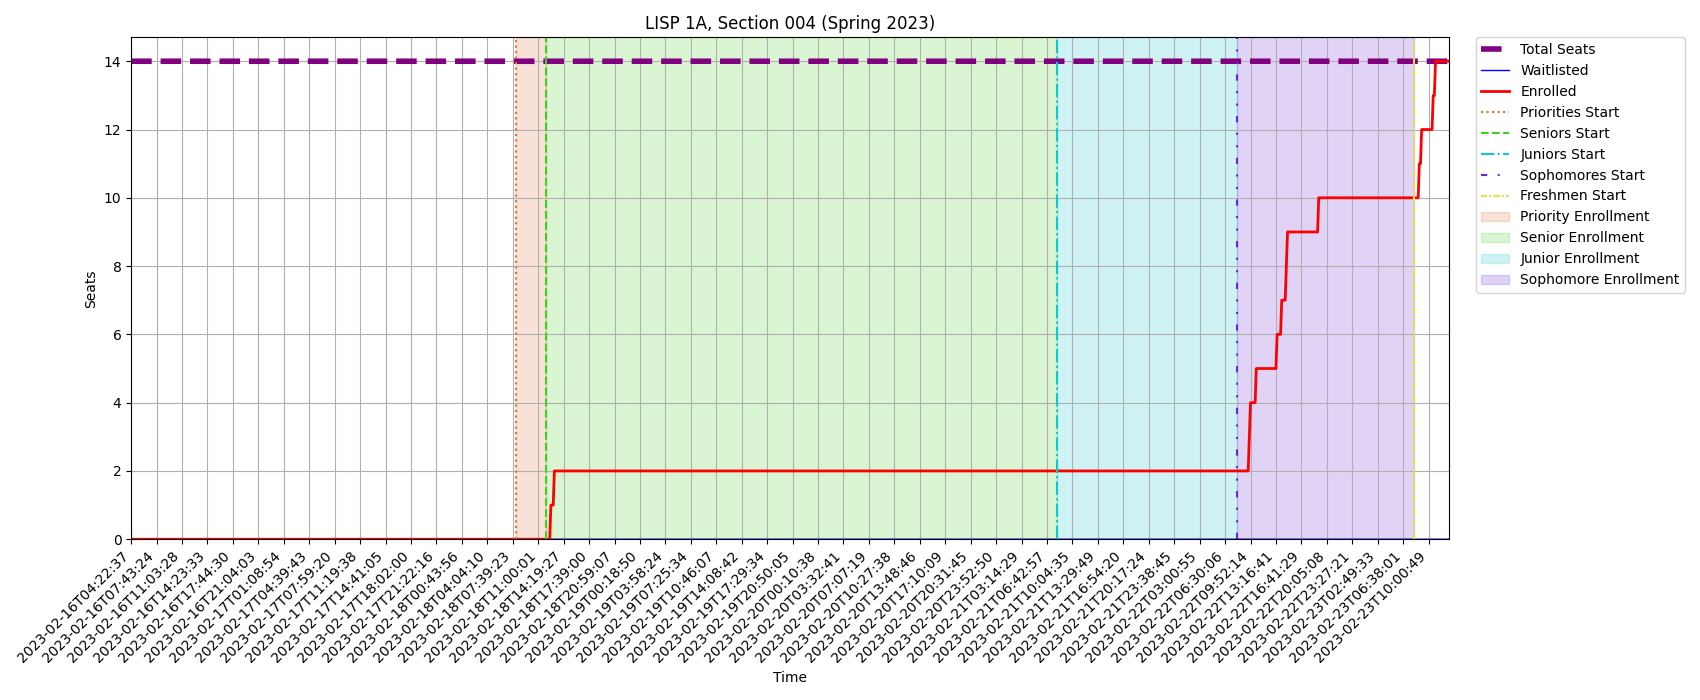 LISP 1A, Section 004 (Spring 2023)
Seats
14
12
10
8
6
4
2
0
2023-02-16T04:22:37
2023-02-16T07:43:24
2023-02-16T11:03:28
2023-02-16T14:23:33
2023-02-16T17:44:30
2023-02-16T21:04:03
2023-02-17T01:08:54
2023-02-17T04:39:43
2023-02-17T07:59:20
2023-02-17T11:19:38
2023-02-17T14:41:05
2023-02-17T18:02:00
2023-02-17T21:22:16
2023-02-18T00:43:56
2023-02-18T04:04:10
2023-02-18T07:39:23
2023-02-18T11:00:01
2023-02-18T14:19:27
2023-02-18T17:39:00
2023-02-18T20:59:07
2023-02-19T00:18:50
2023-02-19T03:58:24
2023-02-19T07:25:34
2023-02-19T10:46:07
2023-02-19T14:08:42
2023-02-19T17:29:34
2023-02-19T20:50:05
2023-02-20T00:10:38
2023-02-20T03:32:41
2023-02-20T07:07:19
2023-02-20T10:27:38
2023-02-20T13:48:46
2023-02-20T17:10:09
2023-02-20T20:31:45
2023-02-20T23:52:50
2023-02-21T03:14:29
2023-02-21T06:42:57
2023-02-21T10:04:35
2023-02-21T13:29:49
2023-02-21T16:54:20
2023-02-21T20:17:24
2023-02-21T23:38:45
2023-02-22T03:00:55
2023-02-22T06:30:06
2023-02-22T09:52:14
2023-02-22T13:16:41
2023-02-22T16:41:29
2023-02-22T20:05:08
2023-02-22T23:27:21
2023-02-23T02:49:33
2023-02-23T06:38:01
2023-02-23T10:00:49
Time
Total Seats
Waitlisted
Enrolled
Priorities Start
Seniors Start
Juniors Start
Sophomores Start
Freshmen Start
Priority Enrollment
Senior Enrollment
Junior Enrollment
Sophomore Enrollment